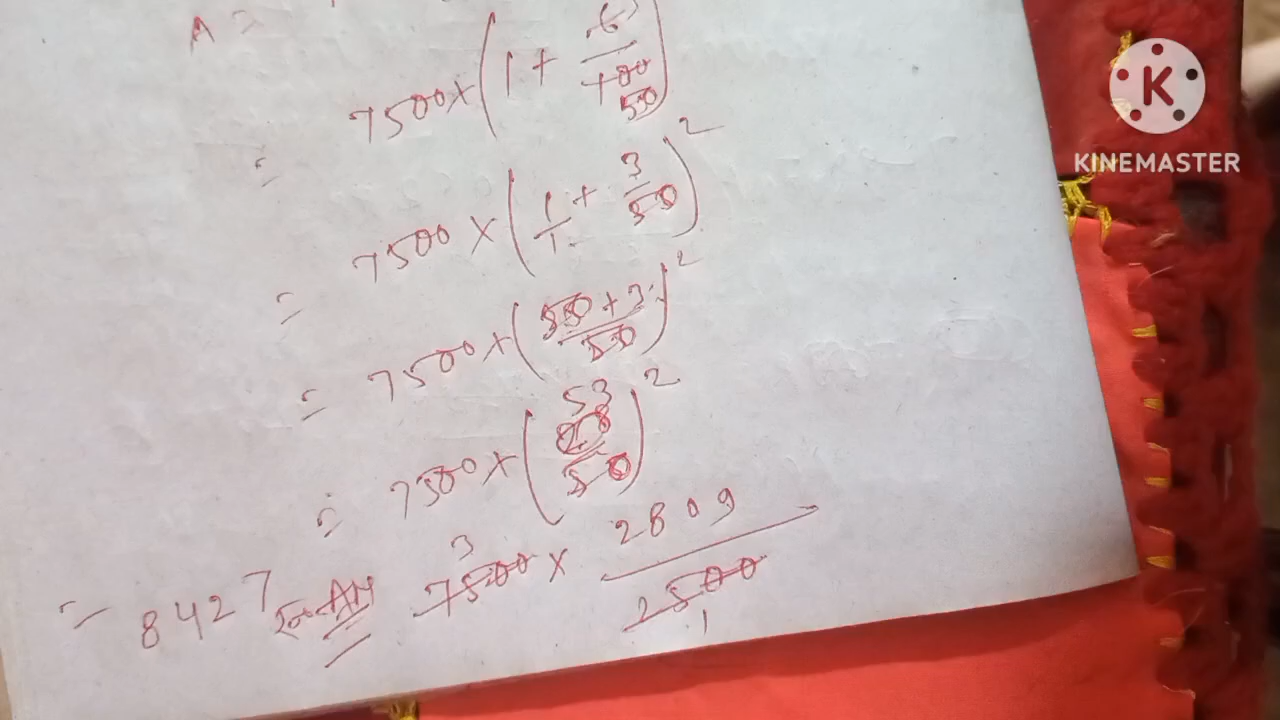 A =
7500 × ( 1 + 6/100 50 )
= 7500 × ( 1/1 + 3/50 )²
= 7500 × ( 50 + 3/50 )²
= 7500 × ( 53/50 )²
3
= 7500 × 2809/2500
1
= 8427
K
KINEMASTER